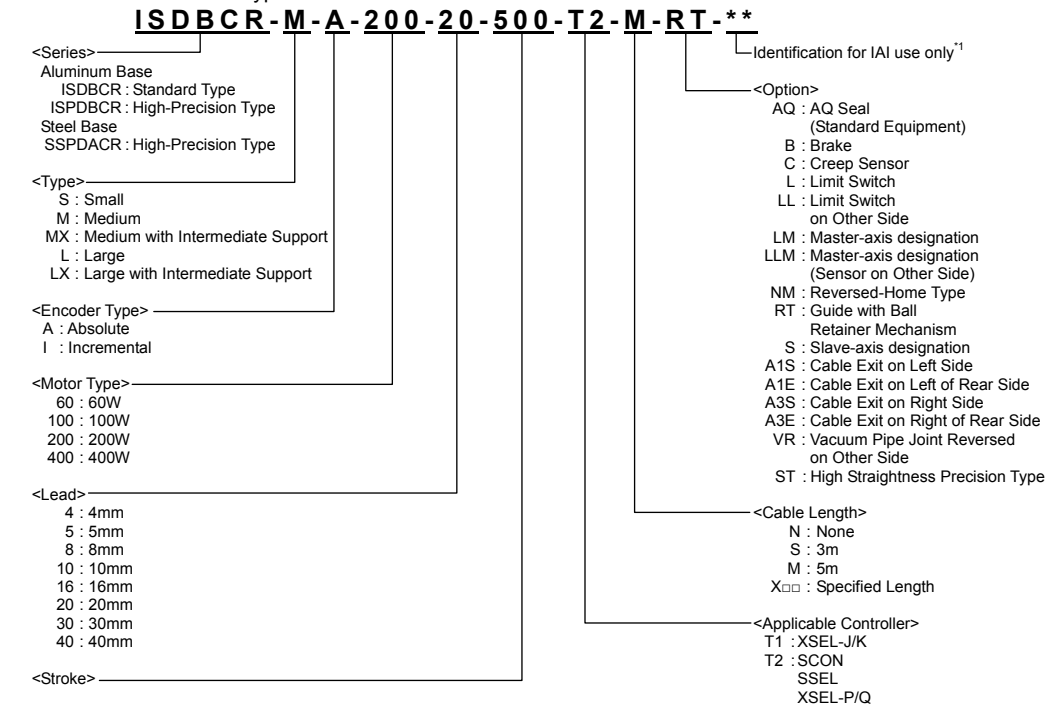 ISDBCR-M-A-200-20-500-T2-M-RT-**
<Series>
Aluminum Base
ISDBCR : Standard Type
ISPDBCR : High-Precision Type
Steel Base
SSPDACR : High-Precision Type
<Type>
S : Small
M : Medium
MX : Medium with Intermediate Support
L : Large
LX : Large with Intermediate Support
<Encoder Type>
A : Absolute
I : Incremental
<Motor Type>
60 : 60W
100 : 100W
200 : 200W
400 : 400W
<Lead>
4 : 4mm
5 : 5mm
8 : 8mm
10 : 10mm
16 : 16mm
20 : 20mm
30 : 30mm
40 : 40mm
<Stroke>
Identification for IAI use only*1
<Option>
AQ : AQ Seal
(Standard Equipment)
B : Brake
C : Creep Sensor
L : Limit Switch
LL : Limit Switch
on Other Side
LM : Master-axis designation
LLM : Master-axis designation
(Sensor on Other Side)
NM : Reversed-Home Type
RT : Guide with Ball
Retainer Mechanism
S : Slave-axis designation
A1S : Cable Exit on Left Side
A1E : Cable Exit on Left of Rear Side
A3S : Cable Exit on Right Side
A3E : Cable Exit on Right of Rear Side
VR : Vacuum Pipe Joint Reversed
on Other Side
ST : High Straightness Precision Type
<Cable Length>
N : None
S : 3m
M : 5m
X□□ : Specified Length
<Applicable Controller>
T1 : XSEL-J/K
T2 : SCON
SSEL
XSEL-P/Q